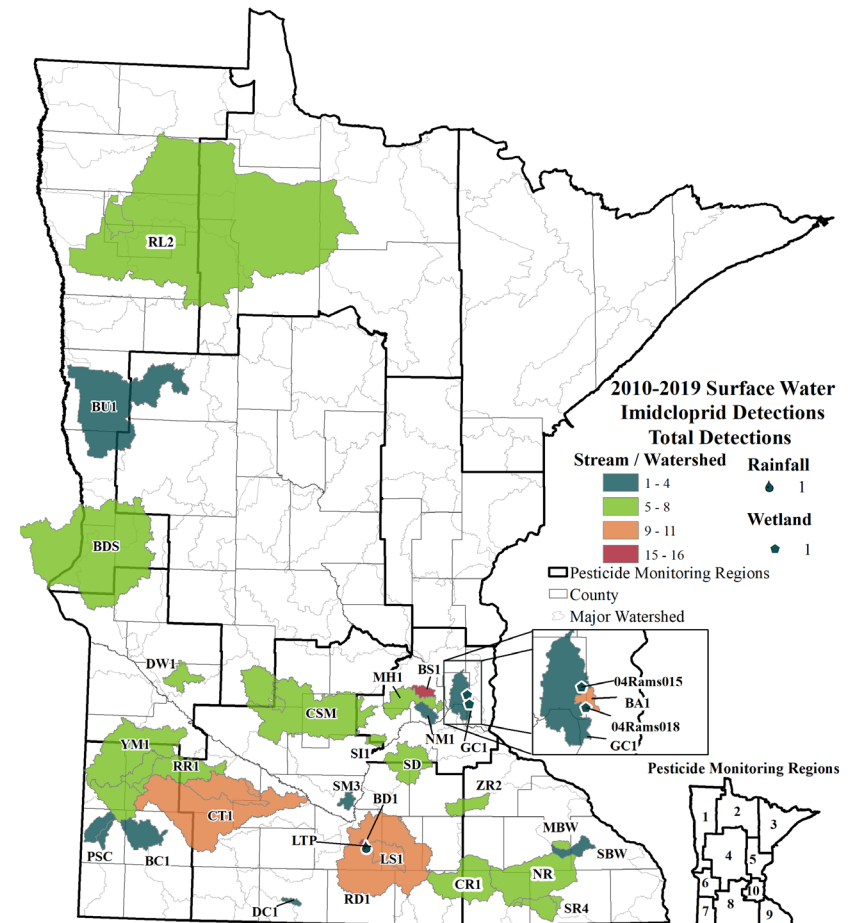 RL2
BU1
BDS
2010-2019 Surface Water
Imidcloprid Detections
Total Detections
Stream / Watershed
1 - 4
5 - 8
9 - 11
15 - 16
Rainfall
1
Wetland
1
Pesticide Monitoring Regions
County
Major Watershed
DW1
MH1
BS1
CSM
NM1
GC1
SI1
04Rams015
BA1
04Rams018
GC1
YM1
RR1
SD
SM3
BD1
ZR2
CT1
LTP
LS1
MBW
SBW
PSC
BC1
RD1
CR1
NR
DC1
SR4
Pesticide Monitoring Regions
1
2
3
4
5
6
7
8
9
10